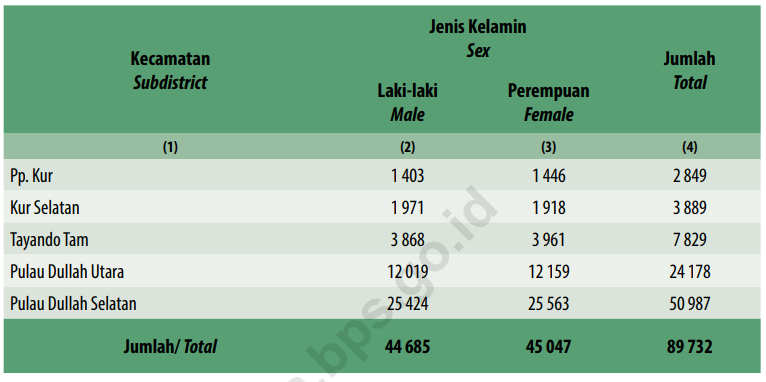 Kecamatan
Subdistrict
Jenis Kelamin
Sex
Jumlah
Total
Laki-laki
Male
Perempuan
Female
(1) (2) (3) (4)
Pp. Kur 1 403 1 446 2 849
Kur Selatan 1 971 1 918 3 889
Tayando Tam 3 868 3 961 7 829
Pulau Dullah Utara 12 019 12 159 24 178
Pulau Dullah Selatan 25 424 25 563 50 987
Jumlah/ Total 44 685 45 047 89 732
.bps.go.id